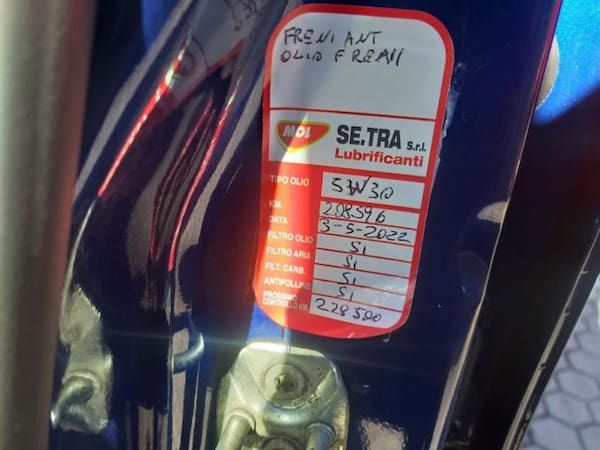 FRENI ANT
OLIO FRENI
MOL SE.TRA S.r.l.
Lubrificanti
TIPO OLIO 5W30
KM. 208396
DATA 3-5-2022
FILTRO OLIO SI
FILTRO ARIA SI
FILT. CARB. SI
ANTIPOLLINE SI
PROSSIMO
CONTROLLO KM. 228500